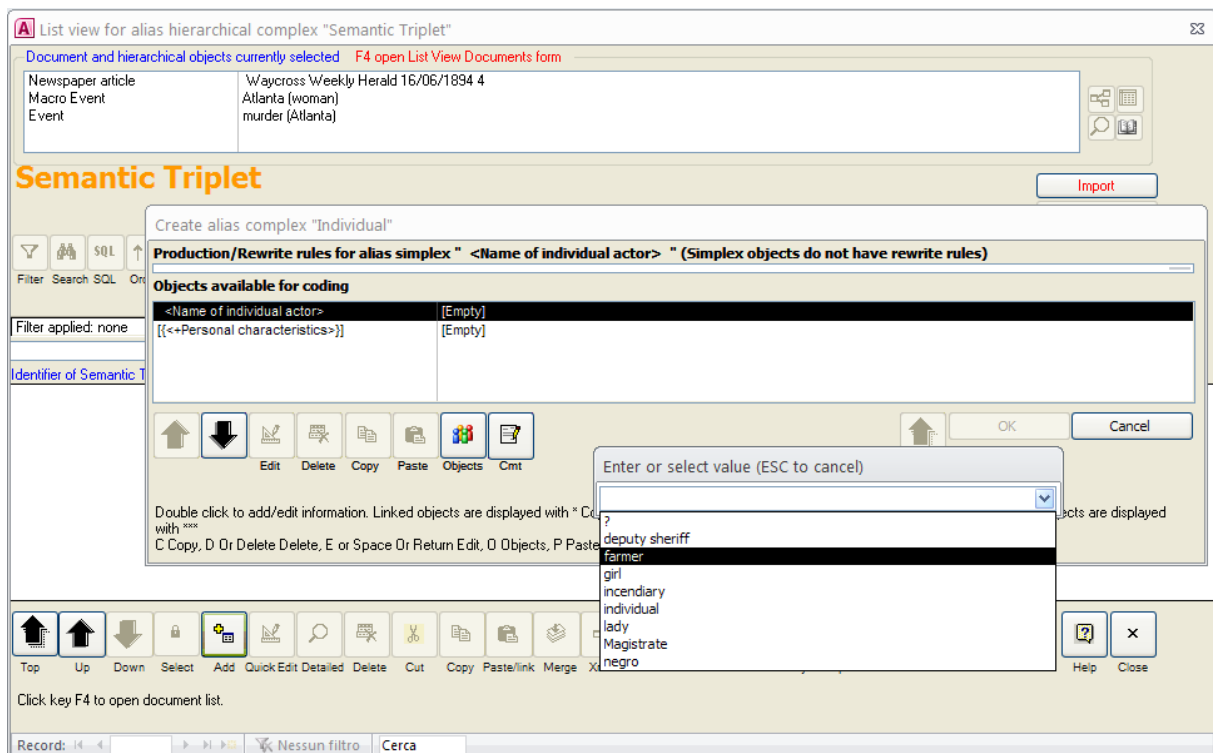 List view for alias hierarchical complex "Semantic Triplet"
Document and hierarchical objects currently selected F4 open List View Documents form
Newspaper article Waycross Weekly Herald 16/06/1894 4
Macro Event Atlanta (woman)
Event murder (Atlanta)
Semantic Triplet
Import
Create alias complex "Individual"
Production/Rewrite rules for alias simplex " <Name of individual actor> " (Simplex objects do not have rewrite rules)
SQL
Filter Search SQL
Objects available for coding
<Name of individual actor> [Empty]
Filter applied: none
[{<+Personal characteristics>}] [Empty]
Identifier of Semantic T
OK Cancel
Edit Delete Copy Paste Objects Cmt
Enter or select value (ESC to cancel)
Double click to add/edit information. Linked objects are displayed with * Co
ects are displayed
with ***
C Copy, D Or Delete Delete, E or Space Or Return Edit, O Objects, P Paste
?
deputy sheriff
farmer
girl
incendiary
individual
lady
Magistrate
negro
Top Up Down Select Add Quick Edit Detailed Delete Cut Copy Paste/link Merge Help Close
Click key F4 to open document list.
Record: Nessun filtro Cerca